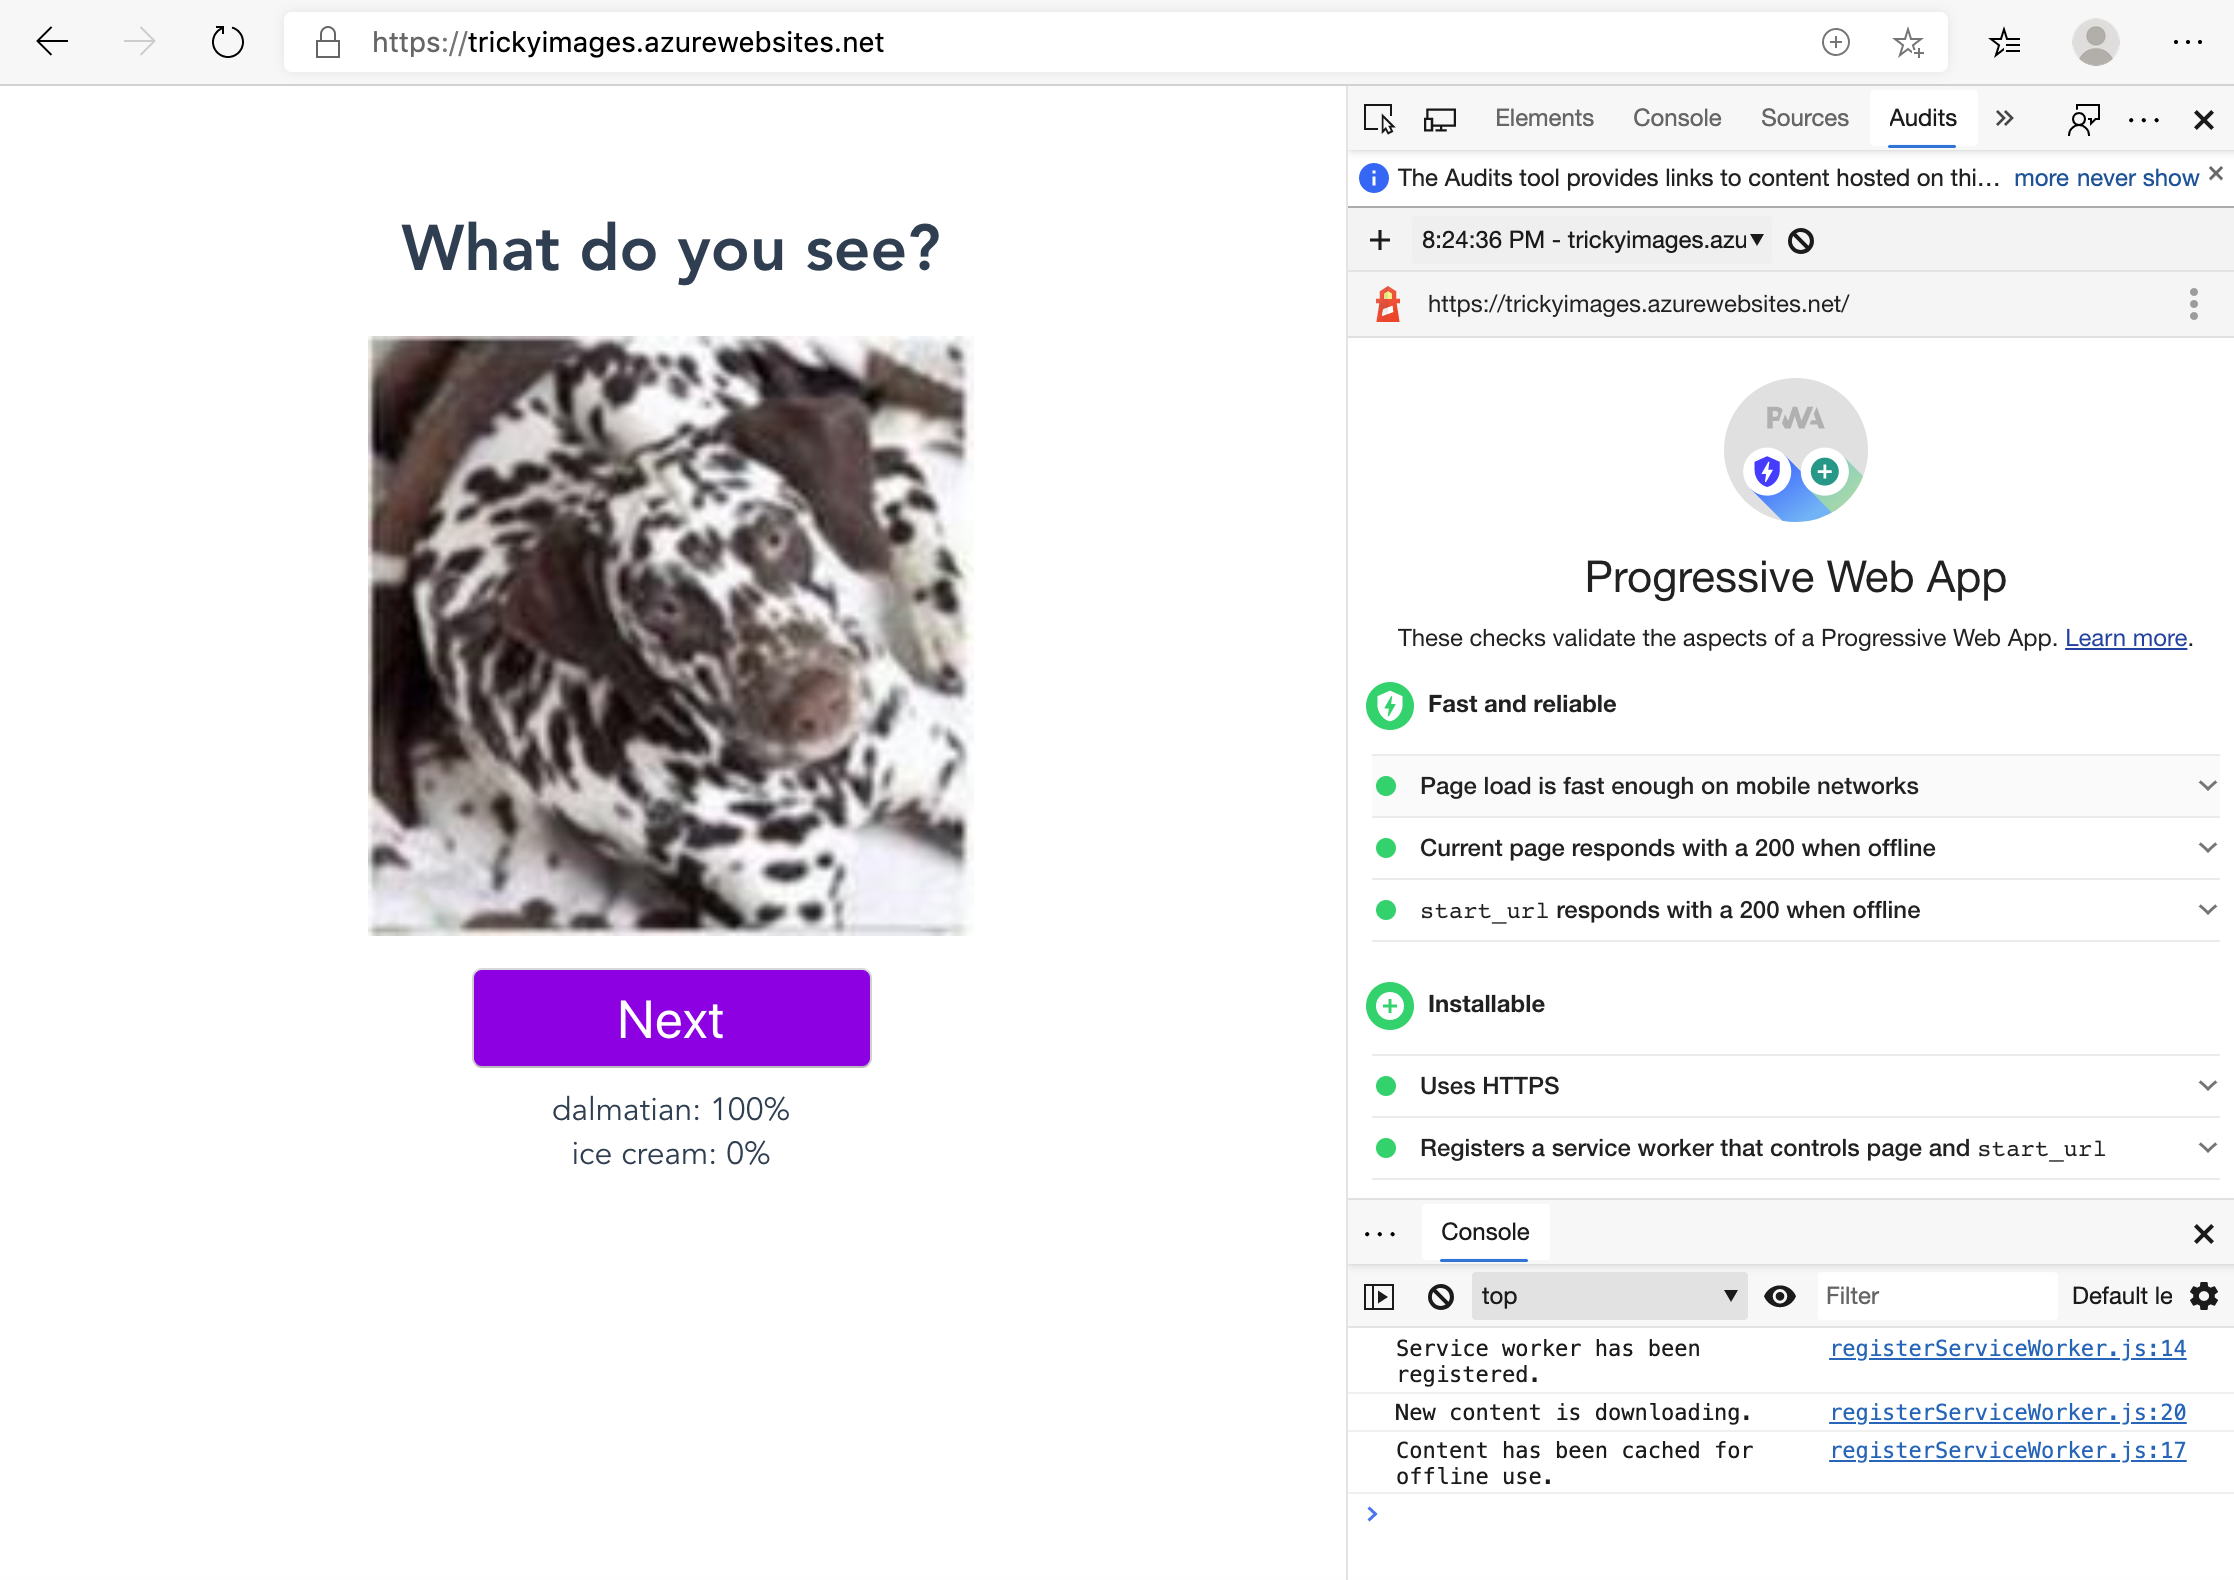 https://trickyimages.azurewebsites.net
What do you see?
Next
dalmatian: 100%
ice cream: 0%
Elements Console Sources Audits
The Audits tool provides links to content hosted on thi... more never show
8:24:36 PM - trickyimages.azu
https://trickyimages.azurewebsites.net/
PWA
Progressive Web App
These checks validate the aspects of a Progressive Web App. Learn more.
Fast and reliable
Page load is fast enough on mobile networks
Current page responds with a 200 when offline
start_url responds with a 200 when offline
Installable
Uses HTTPS
Registers a service worker that controls page and start_url
Console
top Filter Default le
Service worker has been registerServiceWorker.js:14
registered.
New content is downloading. registerServiceWorker.js:20
Content has been cached for registerServiceWorker.js:17
offline use.